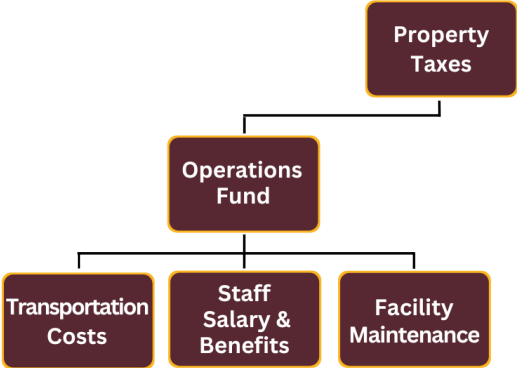 Property
Taxes
Operations
Fund
Transportation
Costs
Staff
Salary &
Benefits
Facility
Maintenance